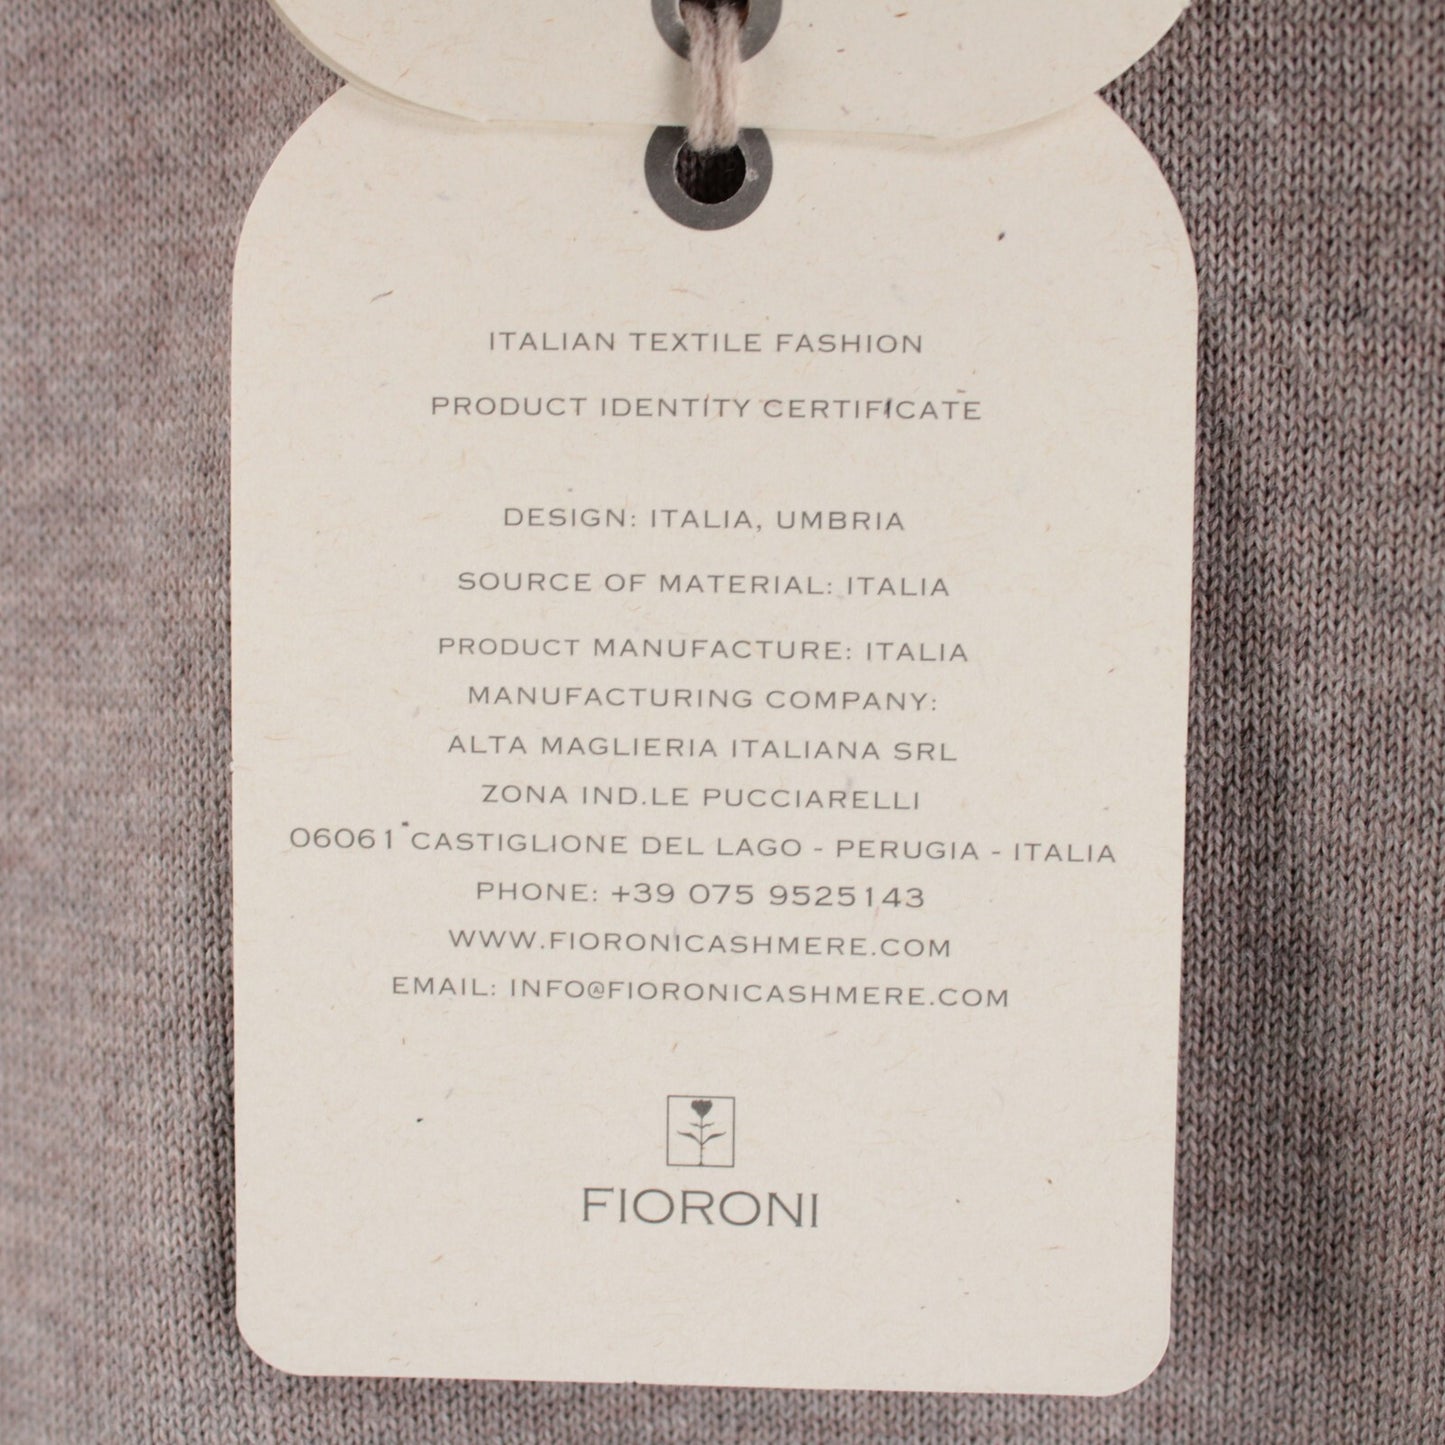 ITALIAN TEXTILE FASHION
PRODUCT IDENTITY CERTIFICATE
DESIGN: ITALIA, UMBRIA
SOURCE OF MATERIAL: ITALIA
PRODUCT MANUFACTURE: ITALIA
MANUFACTURING COMPANY:
ALTA MAGLIERIA ITALIANA SRL
ZONA IND.LE PUCCIARELLI
06061 CASTIGLIONE DEL LAGO - PERUGIA - ITALIA
PHONE: +39 075 9525143
WWW.FIORONICASHMERE.COM
EMAIL: INFO@FIORONICASHMERE.COM
FIORONI